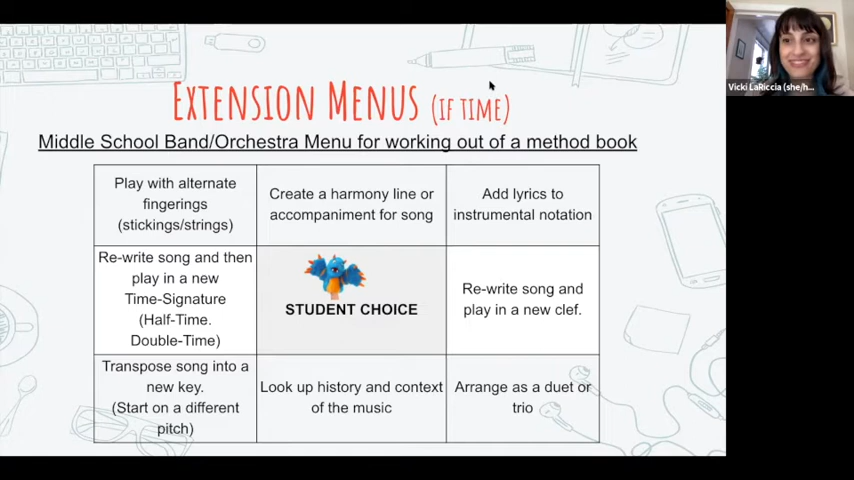 Extension Menus (if time)
Middle School Band/Orchestra Menu for working out of a method book
Play with alternate
fingerings
(stickings/strings)
Create a harmony line or
accompaniment for song
Add lyrics to
instrumental notation
Re-write song and then
play in a new
Time-Signature
(Half-Time.
Double-Time)
STUDENT CHOICE
Re-write song and
play in a new clef.
Transpose song into a
new key.
(Start on a different
pitch)
Look up history and context
of the music
Arrange as a duet or
trio
Vicki LaRiccia (she/h...